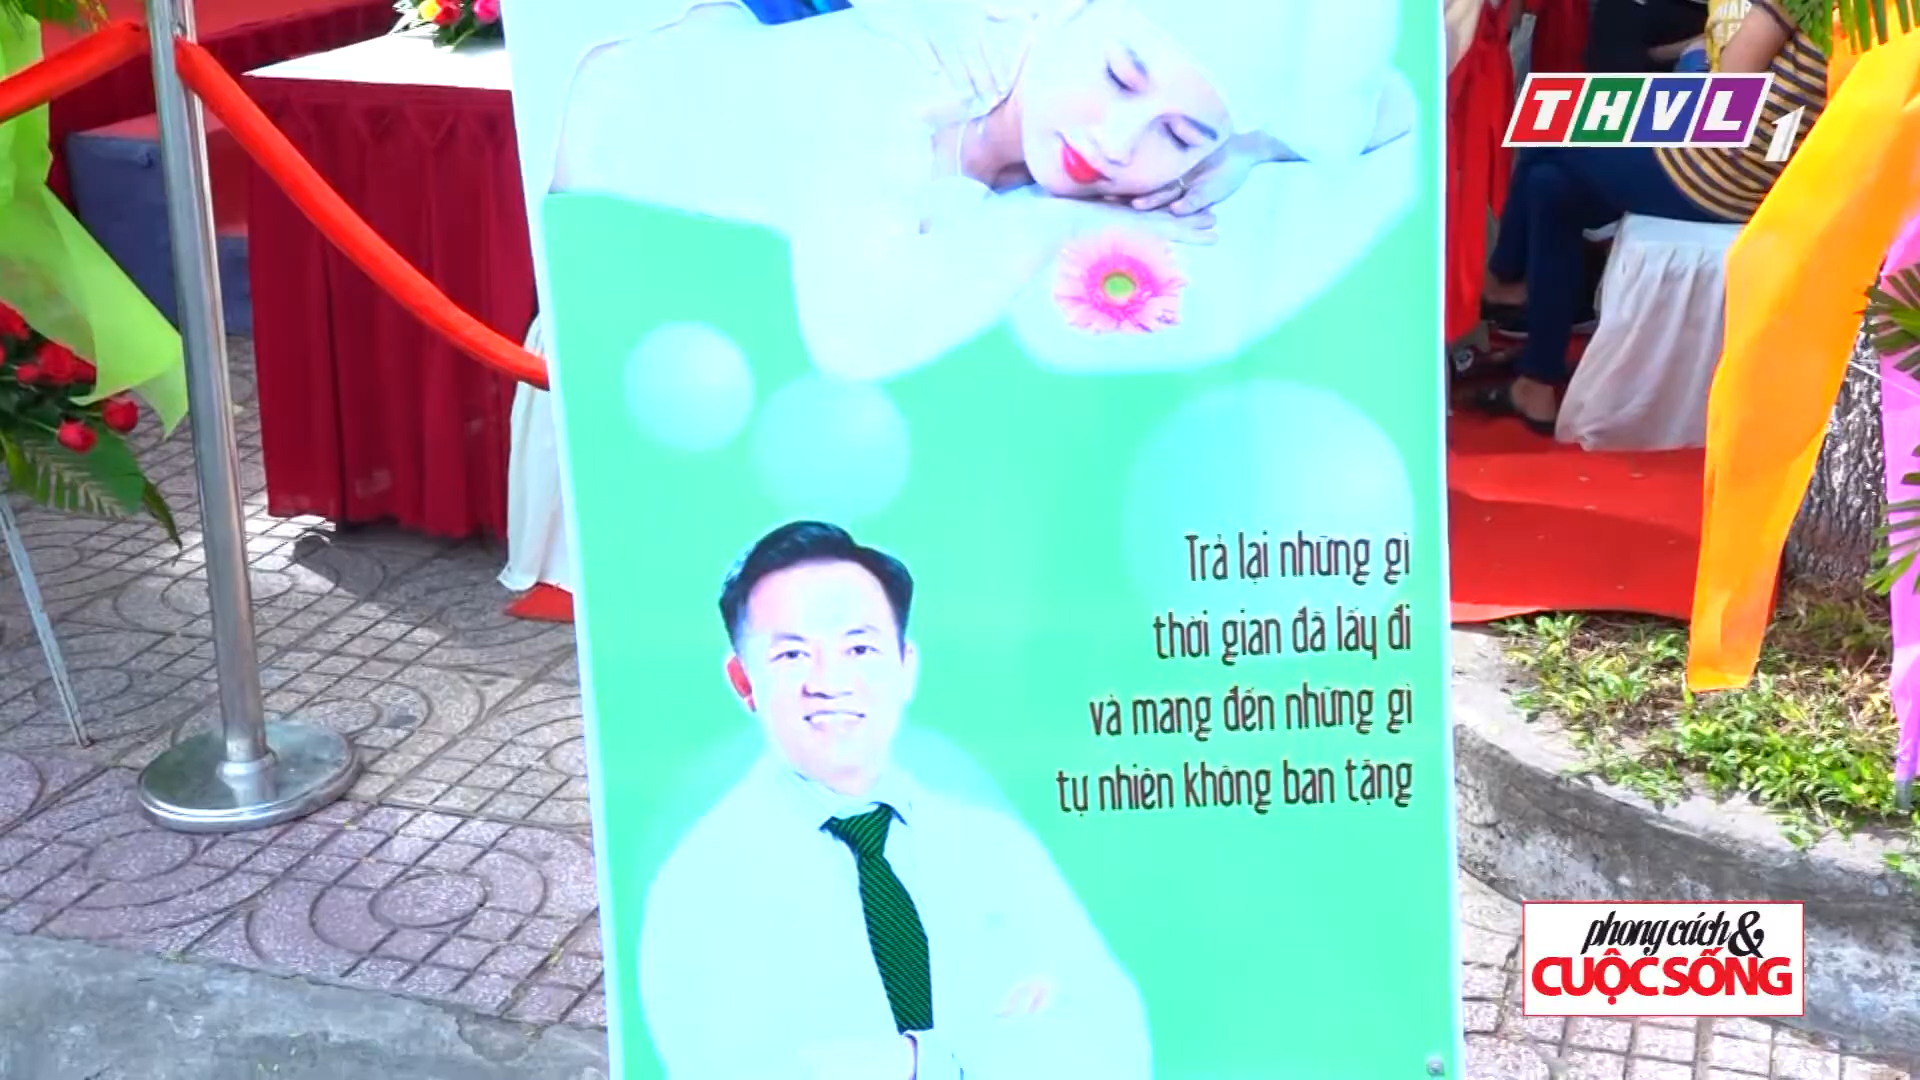 THVL1
Trả lại những gì
thời gian đã lấy đi
và mang đến những gì
tự nhiên không ban tặng
phong cách &
CUỘC SỐNG